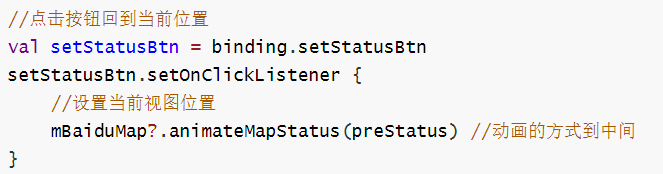 //点击按钮回到当前位置
val setStatusBtn = binding.setStatusBtn
setStatusBtn.setOnClickListener {
    //设置当前视图位置
    mBaiduMap?.animateMapStatus(preStatus) //动画的方式到中间
}